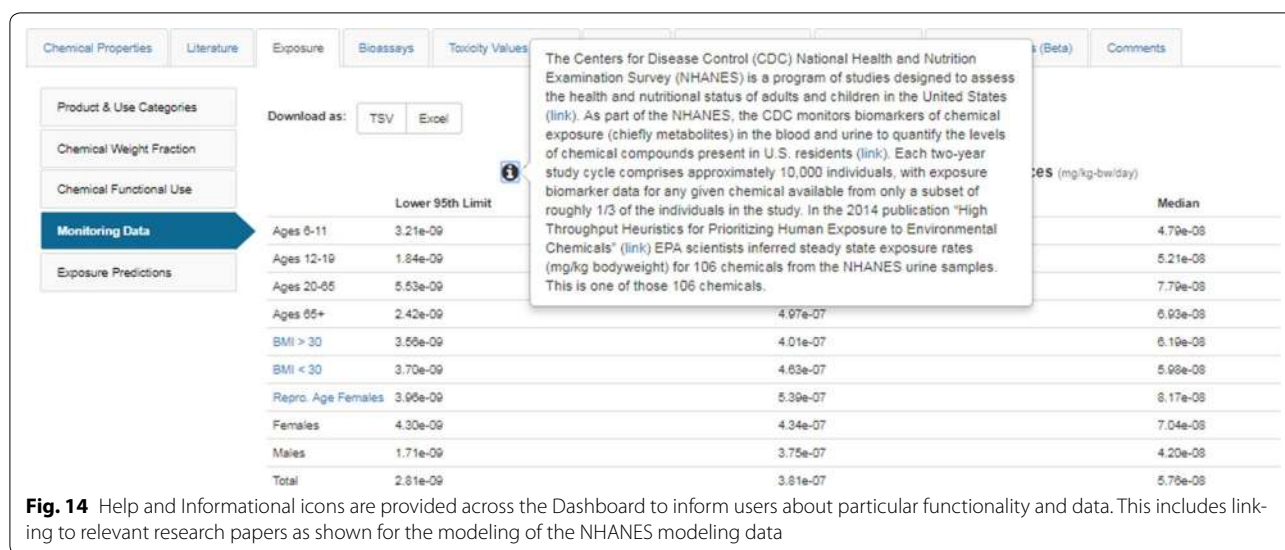 Chemical Properties Literature Exposure Bioassays Toxicity Values (Beta) Comments
Product & Use Categories
Chemical Weight Fraction
Chemical Functional Use
Monitoring Data
Exposure Predictions
Download as: TSV Excel
The Centers for Disease Control (CDC) National Health and Nutrition
Examination Survey (NHANES) is a program of studies designed to assess
the health and nutritional status of adults and children in the United States
(link). As part of the NHANES, the CDC monitors biomarkers of chemical
exposure (chiefly metabolites) in the blood and urine to quantify the levels
of chemical compounds present in U.S. residents (link). Each two-year
study cycle comprises approximately 10,000 individuals, with exposure
biomarker data for any given chemical available from only a subset of
roughly 1/3 of the individuals in the study. In the 2014 publication "High
Throughput Heuristics for Prioritizing Human Exposure to Environmental
Chemicals" (link) EPA scientists inferred steady state exposure rates
(mg/kg bodyweight) for 106 chemicals from the NHANES urine samples.
This is one of those 106 chemicals.
(mg/kg-bw/day)
Lower 95th Limit Median
Ages 6-11 3.21e-09 4.79e-08
Ages 12-19 1.84e-09 5.21e-08
Ages 20-65 5.53e-09 7.79e-08
Ages 65+ 2.42e-09 4.97e-07 6.93e-08
BMI > 30 3.56e-09 4.01e-07 6.19e-08
BMI < 30 3.70e-09 4.63e-07 5.98e-08
Repro. Age Females 3.96e-09 5.39e-07 8.17e-08
Females 4.30e-09 4.34e-07 7.04e-08
Males 1.71e-09 3.75e-07 4.20e-08
Total 2.81e-09 3.81e-07 5.76e-08
Fig. 14 Help and Informational icons are provided across the Dashboard to inform users about particular functionality and data. This includes link-
ing to relevant research papers as shown for the modeling of the NHANES modeling data